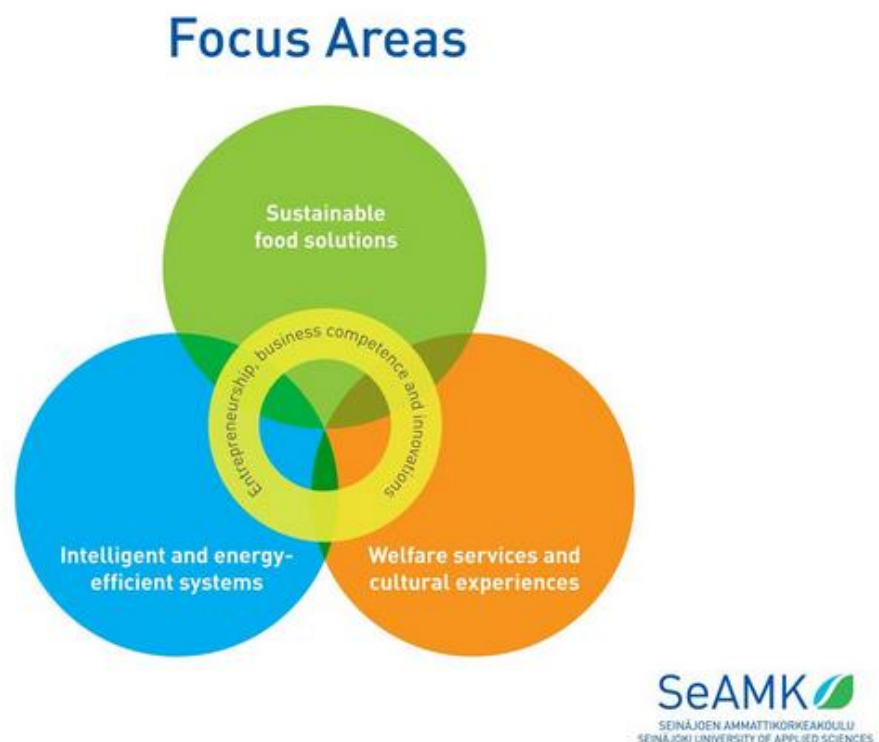 Focus Areas
Sustainable
food solutions
Entrepreneurship, business competence and innovations
Intelligent and energy-
efficient systems
Welfare services and
cultural experiences
SeAMK
SEINÄJOEN AMMATTIKORKEAKOULU
SEINÄJOKI UNIVERSITY OF APPLIED SCIENCES